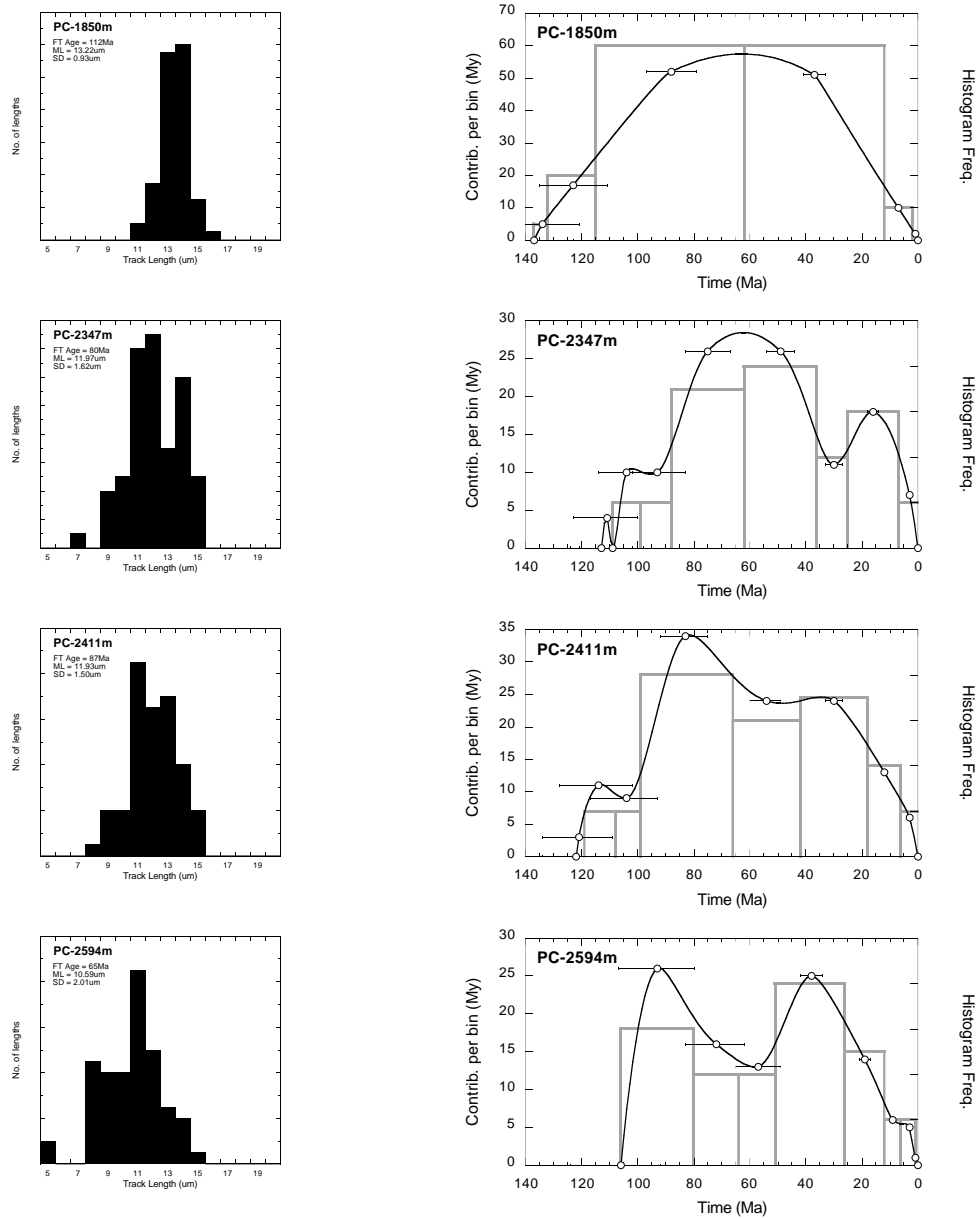 PC-1850m
FT Age = 112Ma
ML = 13.22um
SD = 0.93um
No. of lengths
5 7 9 11 13 15 17 19
Track Length (um)
PC-1850m
Contrib. per bin (My)
70
60
50
40
30
20
10
0
140 120 100 80 60 40 20 0
Time (Ma)
Histogram Freq.
PC-2347m
FT Age = 80Ma
ML = 11.97um
SD = 1.62um
No. of lengths
5 7 9 11 13 15 17 19
Track Length (um)
PC-2347m
Contrib. per bin (My)
30
25
20
15
10
5
0
140 120 100 80 60 40 20 0
Time (Ma)
Histogram Freq.
PC-2411m
FT Age = 87Ma
ML = 11.93um
SD = 1.50um
No. of lengths
5 7 9 11 13 15 17 19
Track Length (um)
PC-2411m
Contrib. per bin (My)
35
30
25
20
15
10
5
0
140 120 100 80 60 40 20 0
Time (Ma)
Histogram Freq.
PC-2594m
FT Age = 65Ma
ML = 10.59um
SD = 2.01um
No. of lengths
5 7 9 11 13 15 17 19
Track Length (um)
PC-2594m
Contrib. per bin (My)
30
25
20
15
10
5
0
140 120 100 80 60 40 20 0
Time (Ma)
Histogram Freq.